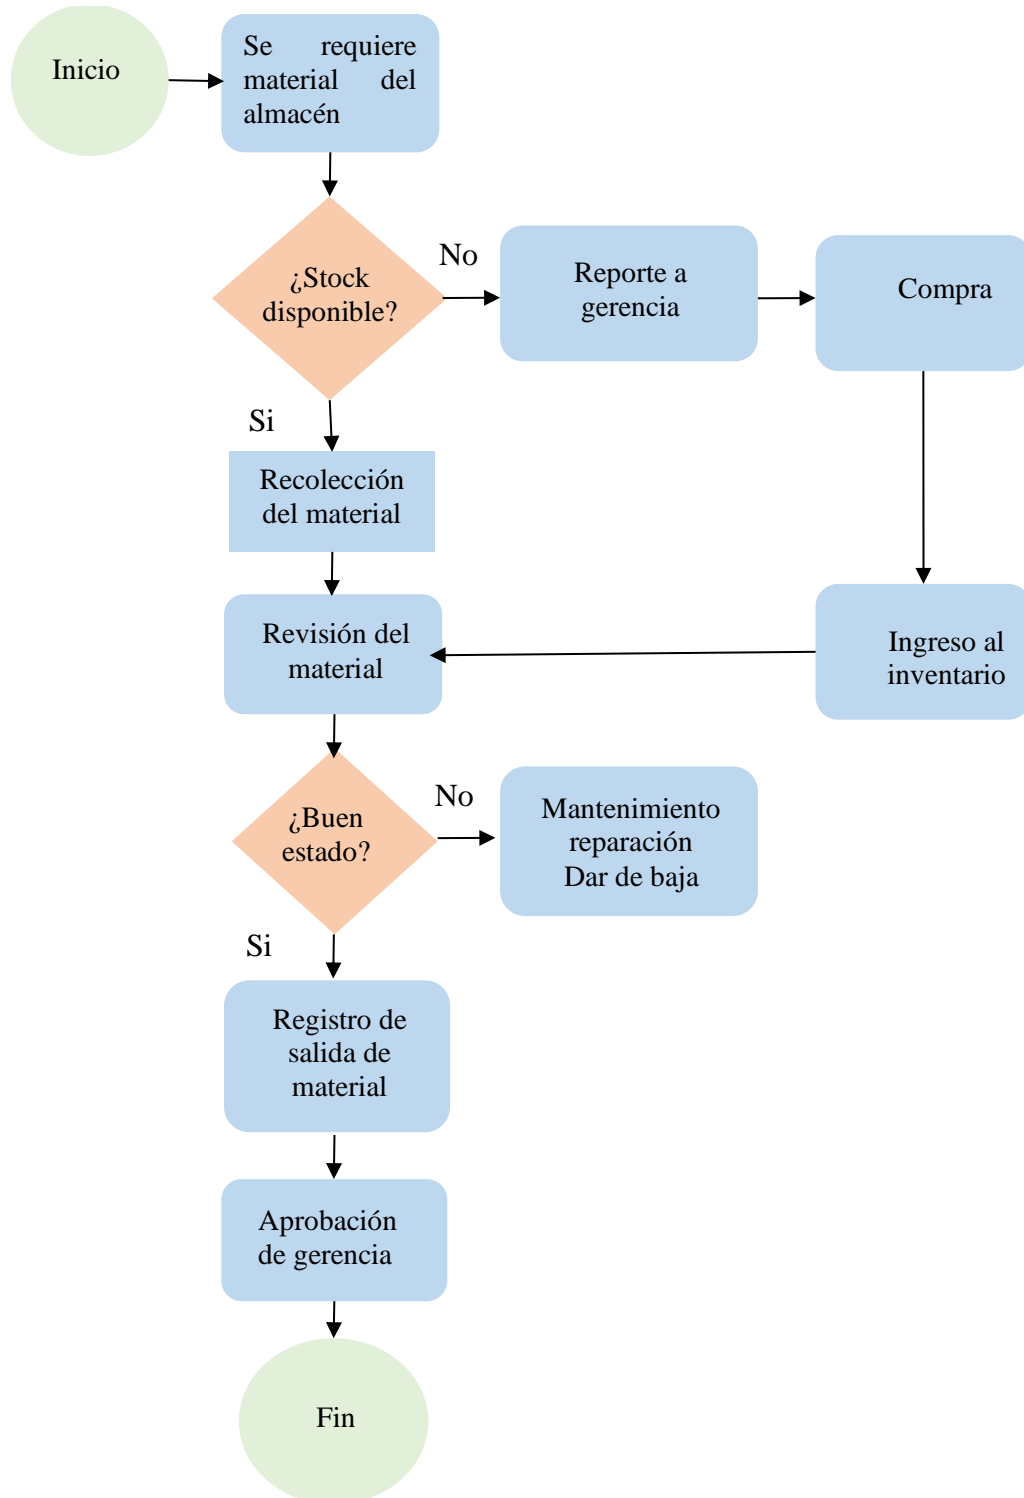 Inicio
Se requiere
material del
almacén
¿Stock
disponible?
No
Reporte a
gerencia
Compra
Si
Recolección
del material
Revisión del
material
Ingreso al
inventario
¿Buen
estado?
No
Mantenimiento
reparación
Dar de baja
Si
Registro de
salida de
material
Aprobación
de gerencia
Fin